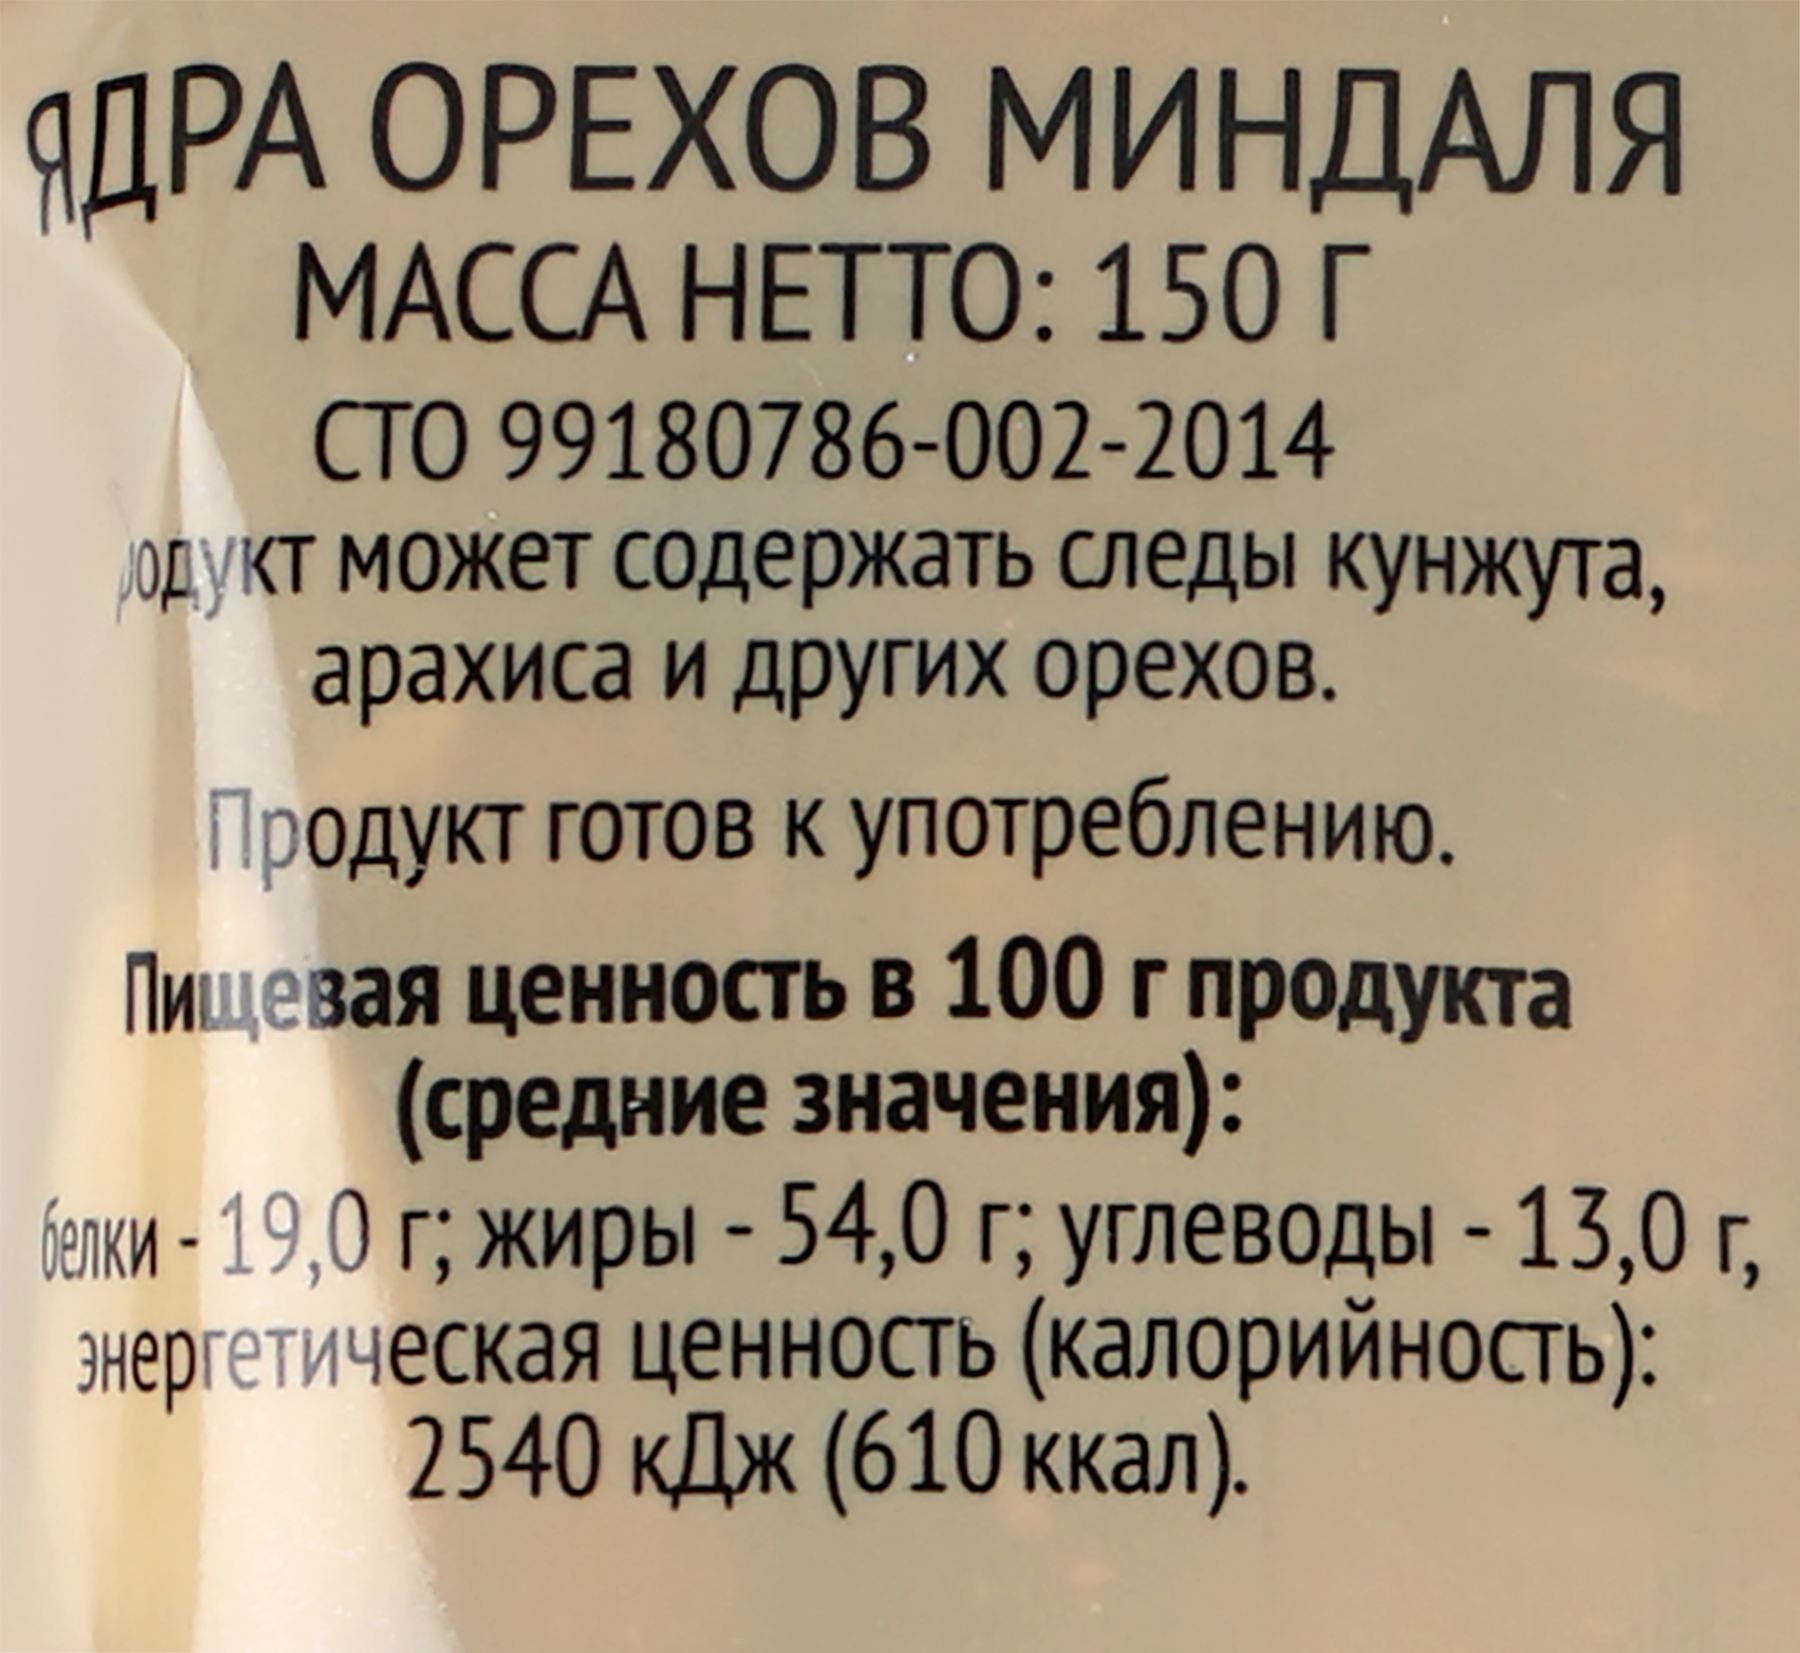 ЯДРА ОРЕХОВ МИНДАЛЯ
МАССА НЕТТО: 150 Г
СТО 99180786-002-2014
родукт может содержать следы кунжута,
арахиса и других орехов.
Продукт готов к употреблению.
Пищевая ценность в 100 г продукта
(средние значения):
белки - 19,0 г; жиры - 54,0 г; углеводы - 13,0 г,
энергетическая ценность (калорийность):
2540 кДж (610 ккал).